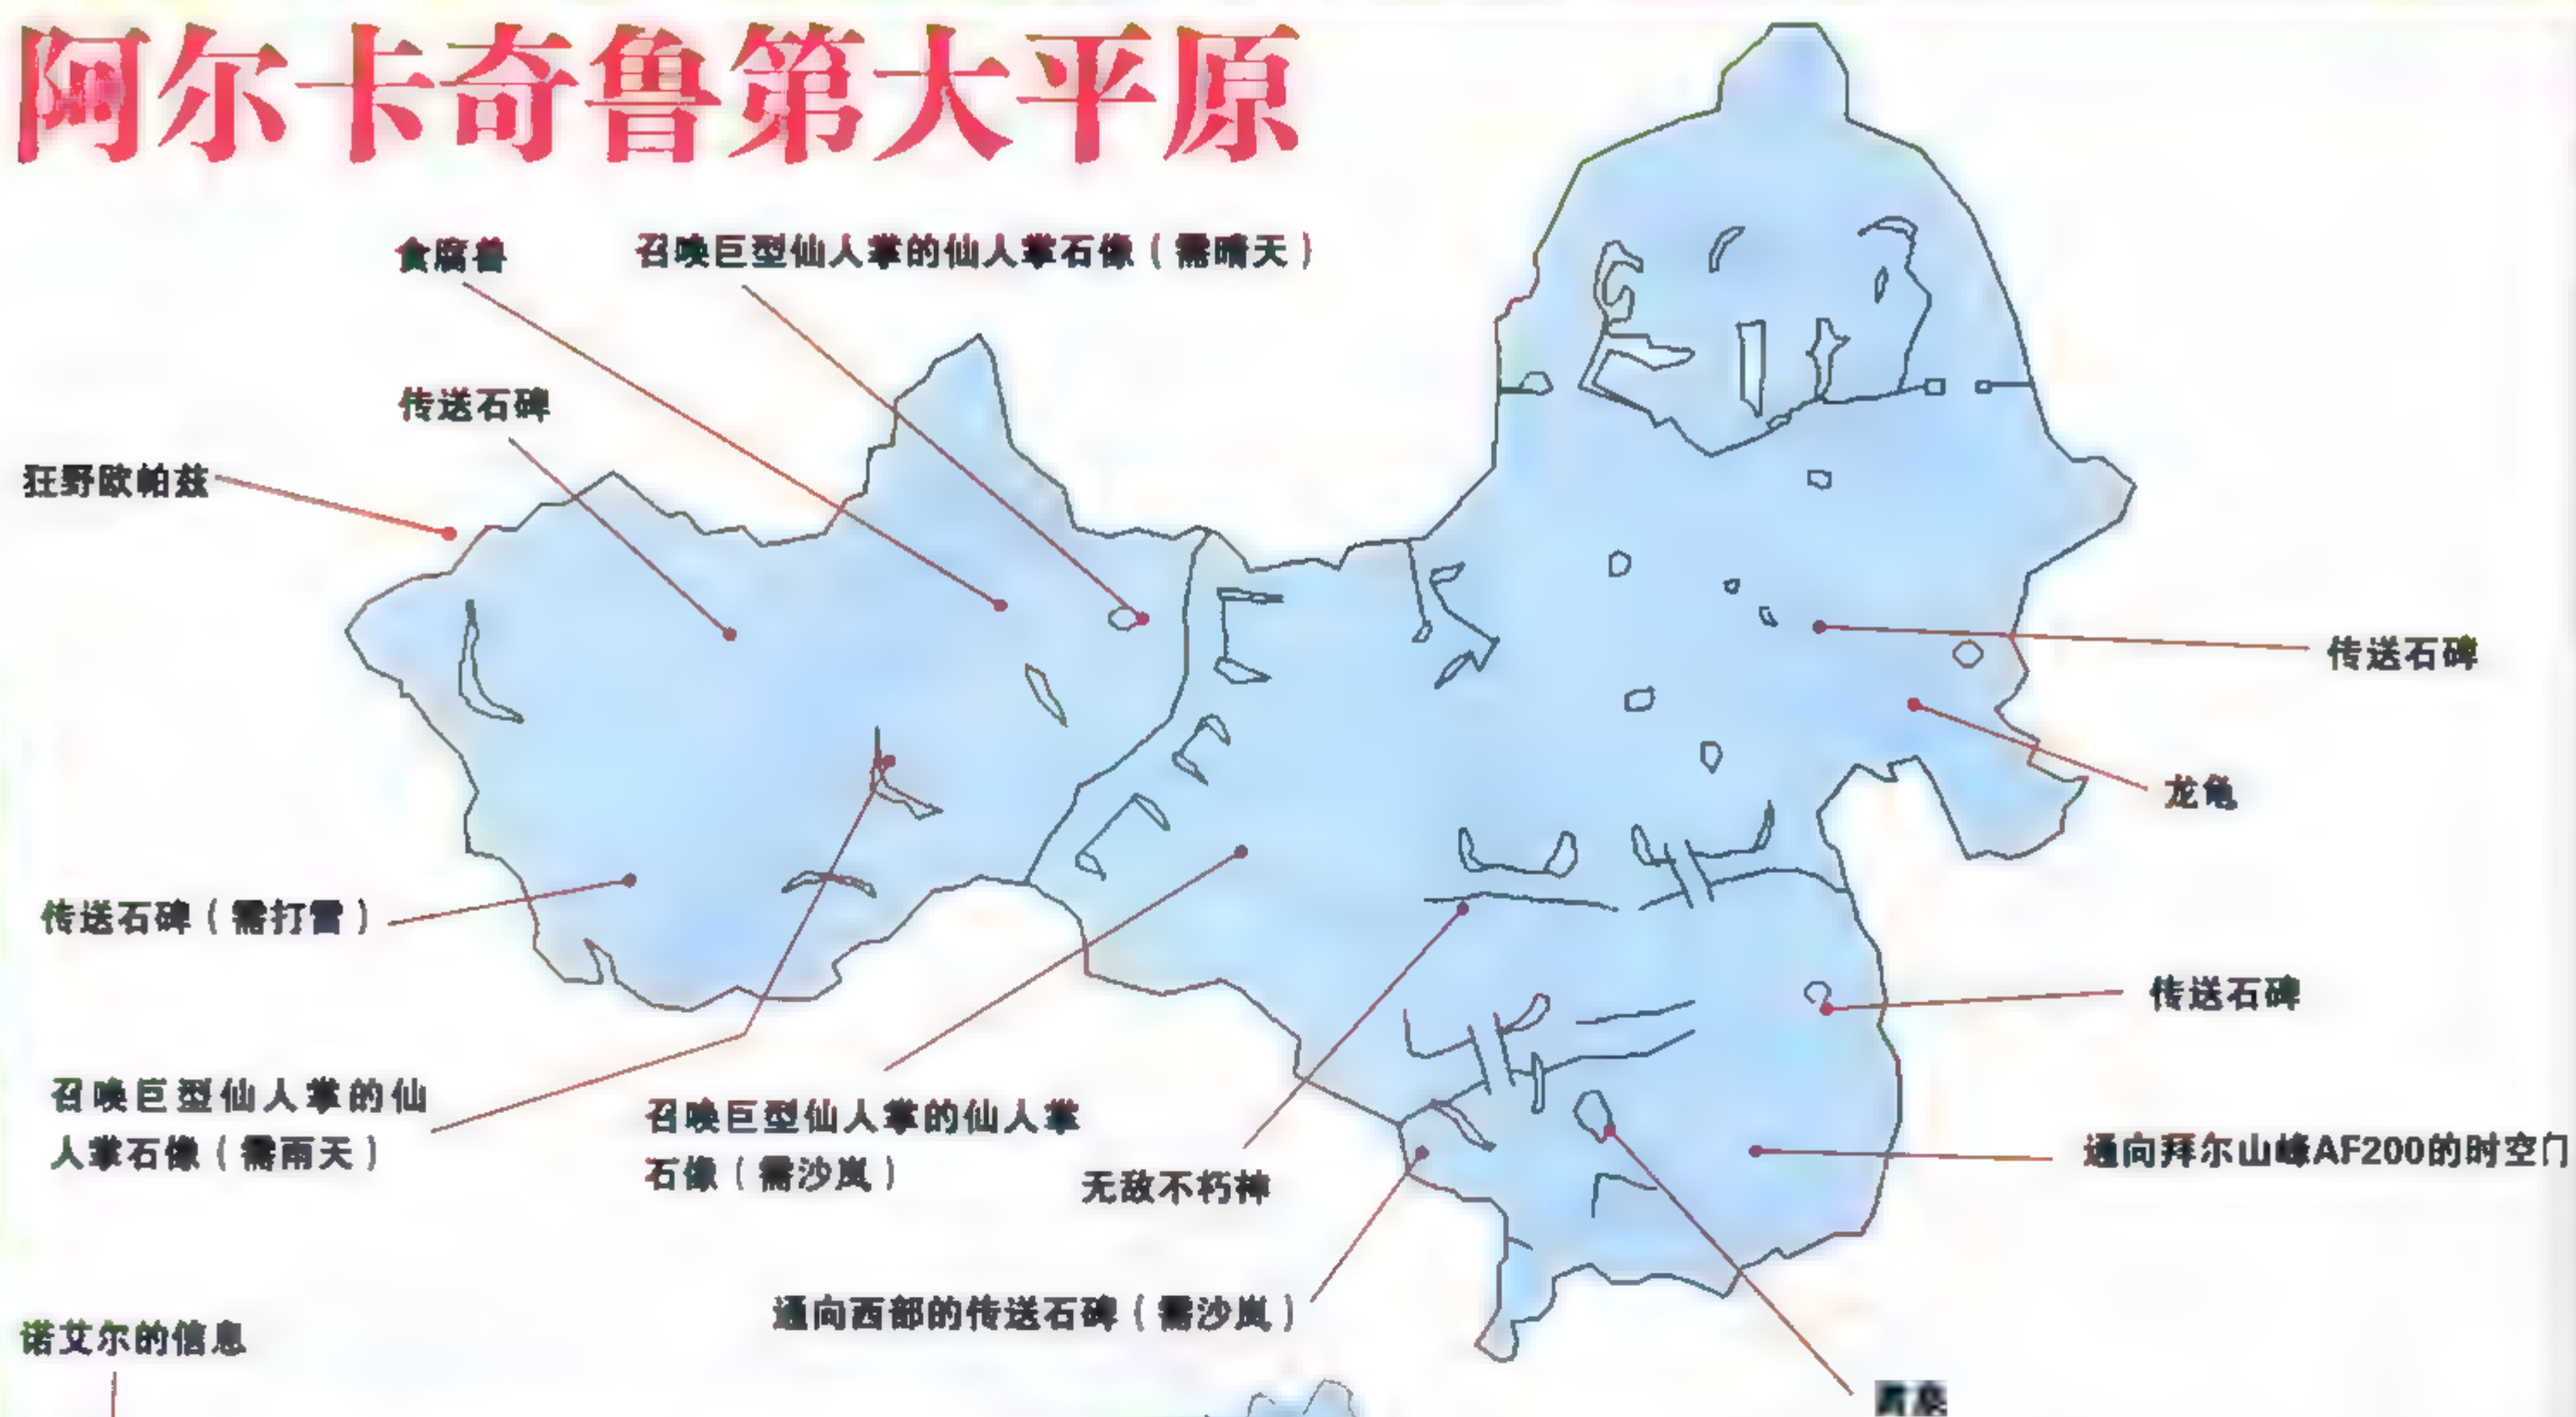 阿尔卡奇鲁第大平原
食腐兽
召唤巨型仙人掌的仙人掌石像（需晴天）
传送石碑
狂野欧帕兹
传送石碑
龙龟
传送石碑（需打雷）
传送石碑
召唤巨型仙人掌的仙
人掌石像（需雨天）
召唤巨型仙人掌的仙人掌
石像（需沙岚）
无敌不朽神
通向拜尔山峰AF200的时空门
通向西部的传送石碑（需沙岚）
诺艾尔的信息